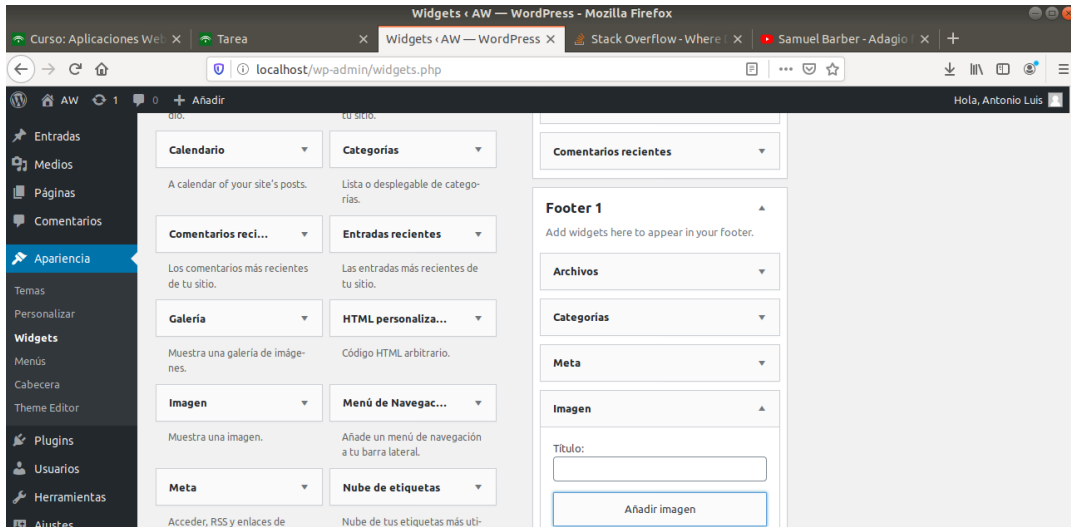 Widgets ‹ AW — WordPress - Mozilla Firefox
Curso: Aplicaciones Web
Tarea
Widgets ‹ AW — WordPress
Stack Overflow - Where
Samuel Barber - Adagio
localhost/wp-admin/widgets.php
AW 1 0 + Añadir
Hola, Antonio Luis
Entradas
Medios
Páginas
Comentarios
Apariencia
Temas
Personalizar
Widgets
Menús
Cabecera
Theme Editor
Plugins
Usuarios
Herramientas
Ajustes
dio.
tu sitio.
Calendario
A calendar of your site's posts.
Categorías
Lista o desplegable de catego-
rías.
Comentarios reci...
Los comentarios más recientes
de tu sitio.
Entradas recientes
Las entradas más recientes de
tu sitio.
Galería
Muestra una galería de imáge-
nes.
HTML personaliza...
Código HTML arbitrario.
Imagen
Muestra una imagen.
Menú de Navegac...
Añade un menú de navegación
a tu barra lateral.
Meta
Acceder, RSS y enlaces de
Nube de etiquetas
Nube de tus etiquetas más uti-
Comentarios recientes
Footer 1
Add widgets here to appear in your footer.
Archivos
Categorías
Meta
Imagen
Título:
Añadir imagen